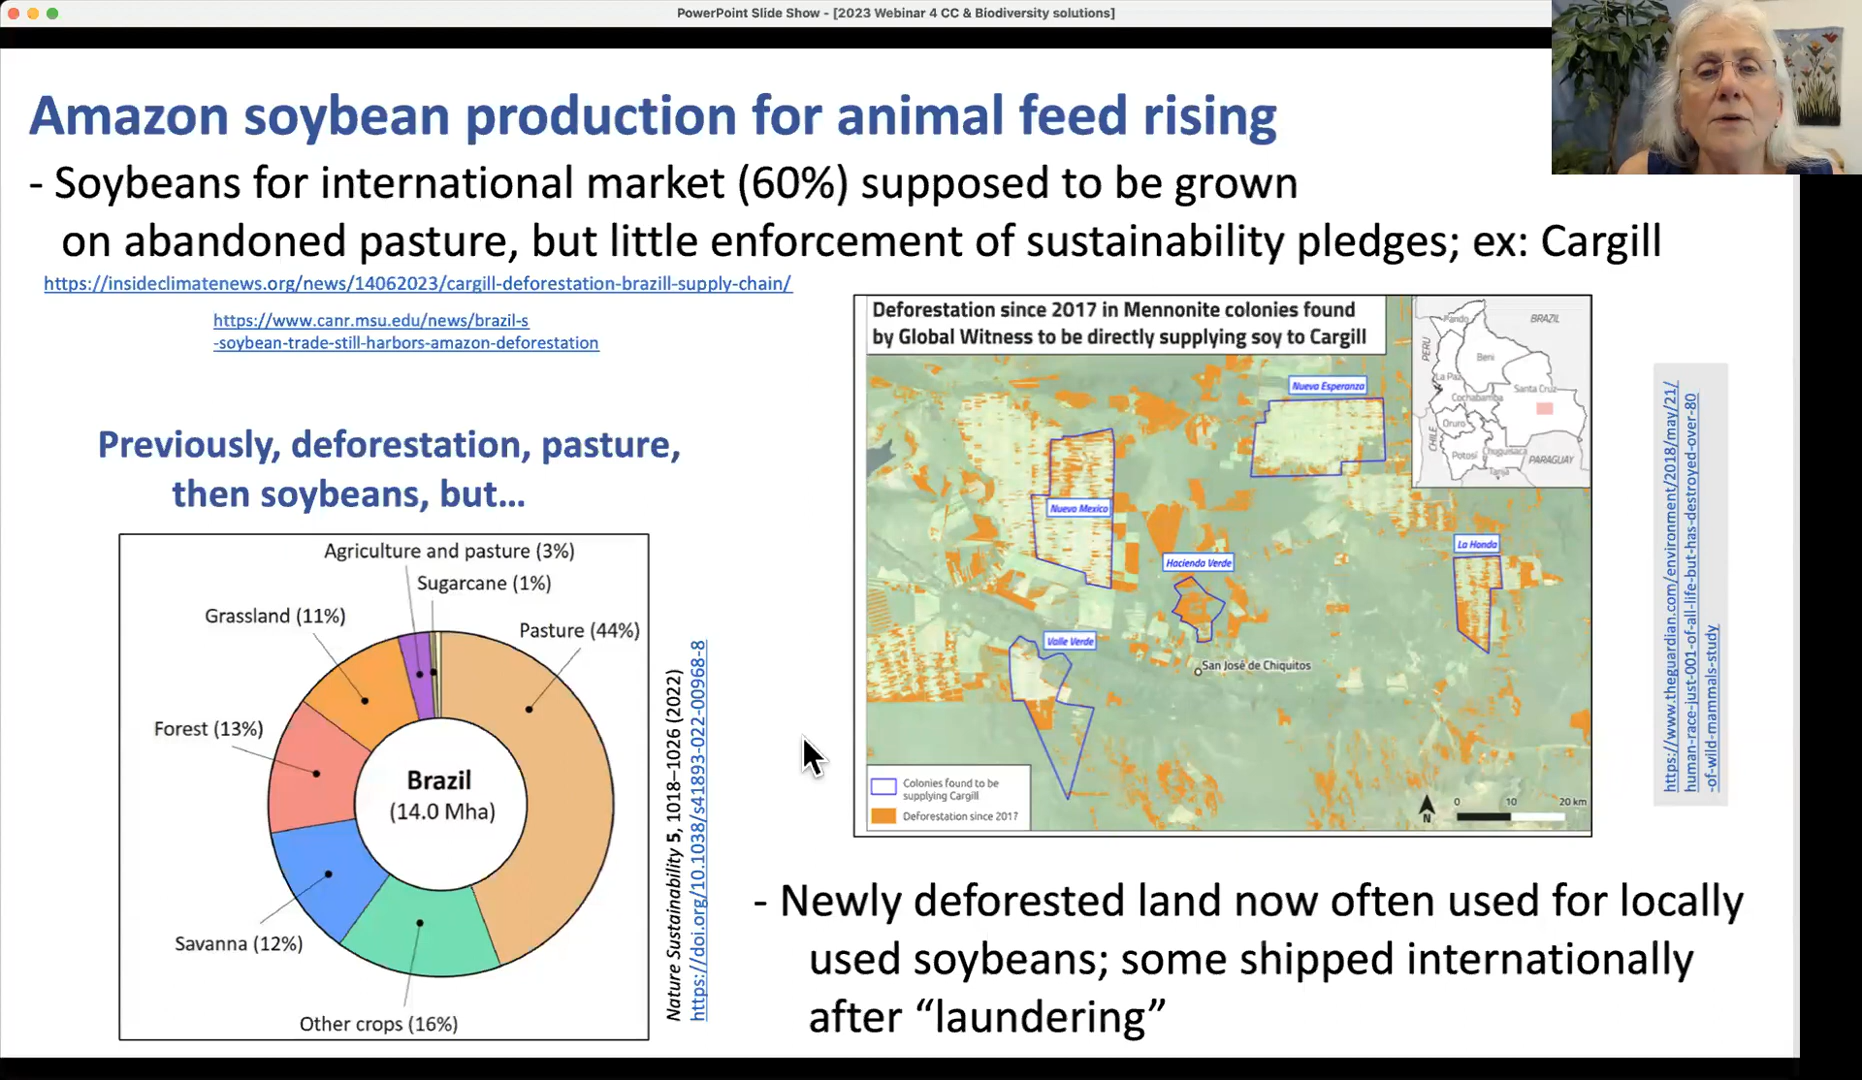 PowerPoint Slide Show - [2023 Webinar 4 CC & Biodiversity solutions]
Amazon soybean production for animal feed rising
- Soybeans for international market (60%) supposed to be grown
on abandoned pasture, but little enforcement of sustainability pledges; ex: Cargill
https://insideclimatenews.org/news/14062023/cargill-deforestation-brazill-supply-chain/
https://www.canr.msu.edu/news/brazil-s
-soybean-trade-still-harbors-amazon-deforestation
Previously, deforestation, pasture,
then soybeans, but...
Agriculture and pasture (3%)
Sugarcane (1%)
Grassland (11%)
Pasture (44%)
Forest (13%)
Brazil
(14.0 Mha)
Savanna (12%)
Other crops (16%)
Nature Sustainability 5, 1018–1026 (2022)
https://doi.org/10.1038/s41893-022-00968-8
Deforestation since 2017 in Mennonite colonies found
by Global Witness to be directly supplying soy to Cargill
Pando
BRAZIL
PERU
Beni
La Paz
Santa Cruz
Cochabamba
Oruro
CHILE
Potosí
Chuquisaca
Tarija
PARAGUAY
Nueva Esperanza
Nuevo Mexico
La Honda
Hacienda Verde
Valle Verde
San José de Chiquitos
Colonies found to be
supplying Cargill
Deforestation since 2017
N
0 10 20 km
https://www.theguardian.com/environment/2018/may/21/
human-race-just-001-of-all-life-but-has-destroyed-over-80
-of-wild-mammals-study
- Newly deforested land now often used for locally
used soybeans; some shipped internationally
after “laundering”